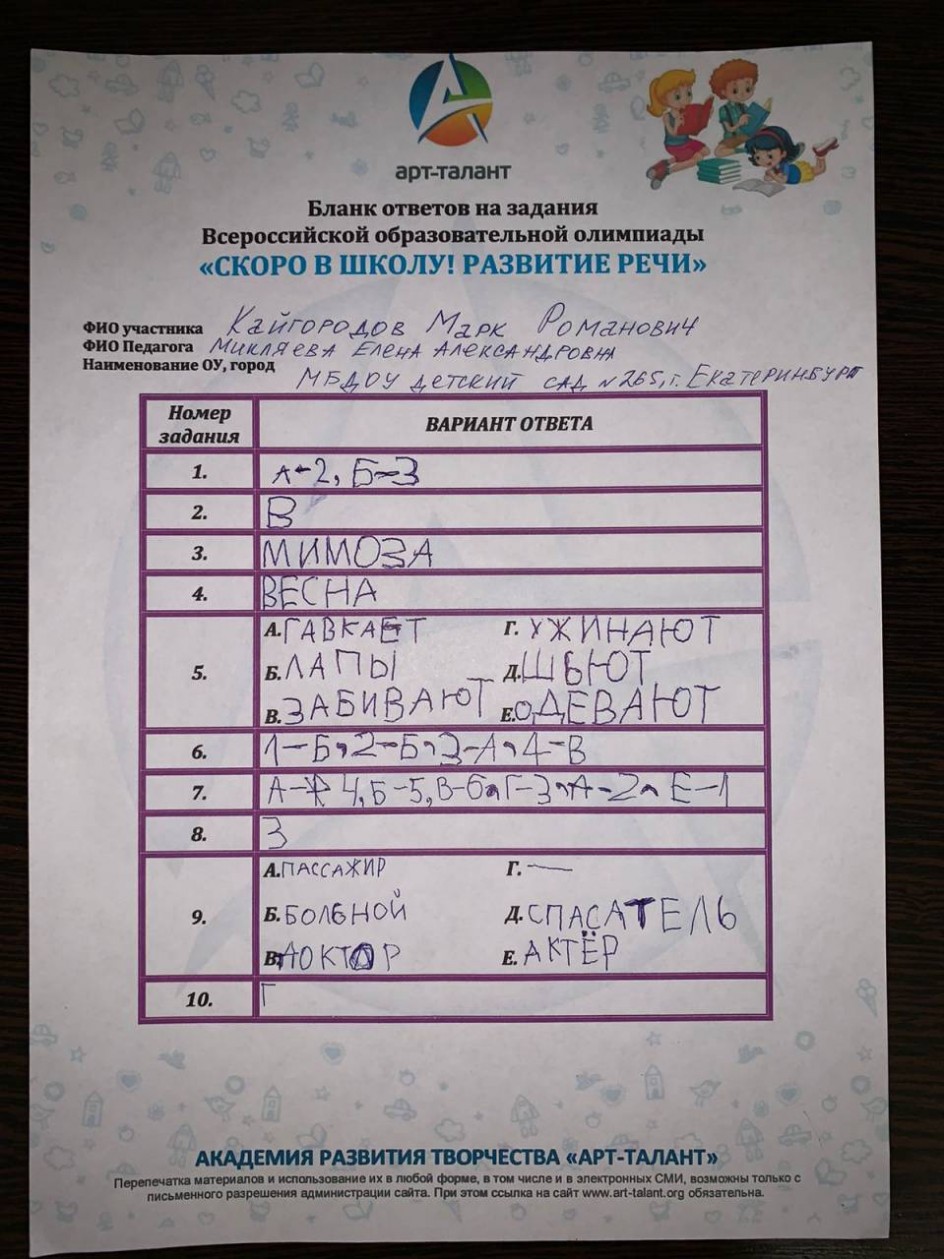 арт-талант
Бланк ответов на задания
Всероссийской образовательной олимпиады
«СКОРО В ШКОЛУ! РАЗВИТИЕ РЕЧИ»
ФИО участника Кайгородов Марк Романович
ФИО Педагога Микляева Елена Александровна
Наименование ОУ, город МБДОУ детский сад №265, г. Екатеринбург
Номер задания ВАРИАНТ ОТВЕТА
1. А-2, Б-3
2. В
3. МИМОЗА
4. ВЕСНА
5.
А. ГАВКАЕТ Г. УЖИНАЮТ
Б. ЛАПЫ Д. ШЬЮТ
В. ЗАБИВАЮТ Е. ОДЕВАЮТ
6. 1-Б, 2-Б, 3-А, 4-В
7. А-4, Б-5, В-6, Г-3, А-2, Е-1
8. 3
9.
А. ПАССАЖИР Г. —
Б. БОЛЬНОЙ Д. СПАСАТЕЛЬ
В. ДОКТОР Е. АКТЁР
10. Г
АКАДЕМИЯ РАЗВИТИЯ ТВОРЧЕСТВА «АРТ-ТАЛАНТ»
Перепечатка материалов и использование их в любой форме, в том числе и в электронных СМИ, возможны только с
письменного разрешения администрации сайта. При этом ссылка на сайт www.art-talant.org обязательна.